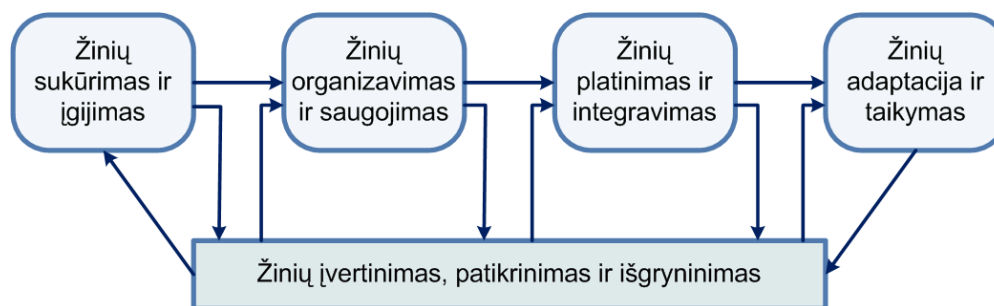 Žinių
sukūrimas ir
įgijimas
Žinių
organizavimas
ir saugojimas
Žinių
platinimas ir
integravimas
Žinių
adaptacija ir
taikymas
Žinių įvertinimas, patikrinimas ir išgryninimas